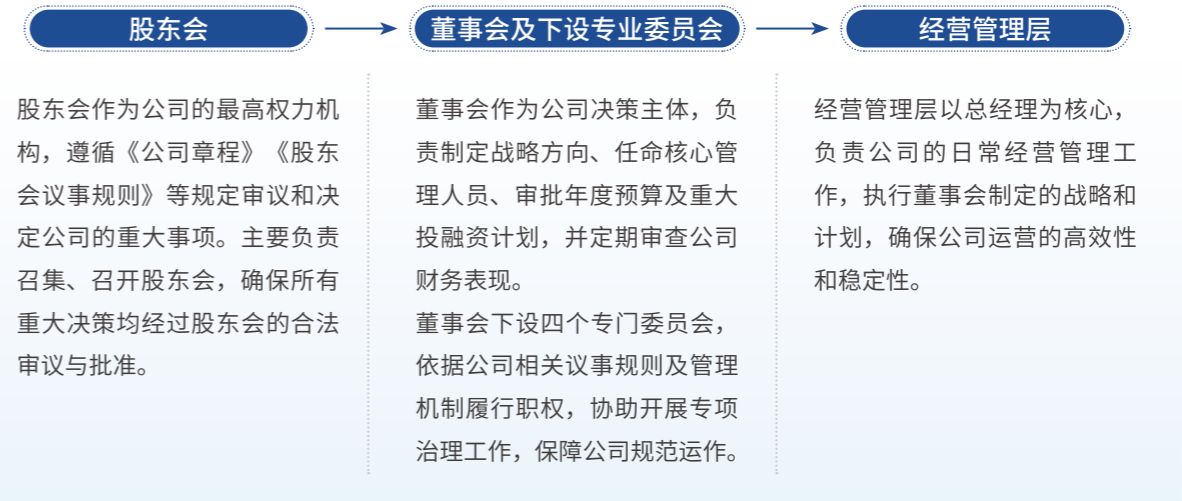 股东会
董事会及下设专业委员会
经营管理层
股东会作为公司的最高权力机
构，遵循《公司章程》《股东
会议事规则》等规定审议和决
定公司的重大事项。主要负责
召集、召开股东会，确保所有
重大决策均经过股东会的合法
审议与批准。
董事会作为公司决策主体，负
责制定战略方向、任命核心管
理人员、审批年度预算及重大
投融资计划，并定期审查公司
财务表现。
董事会下设四个专门委员会，
依据公司相关议事规则及管理
机制履行职权，协助开展专项
治理工作，保障公司规范运作。
经营管理层以总经理为核心，
负责公司的日常经营管理工
作，执行董事会制定的战略和
计划，确保公司运营的高效性
和稳定性。